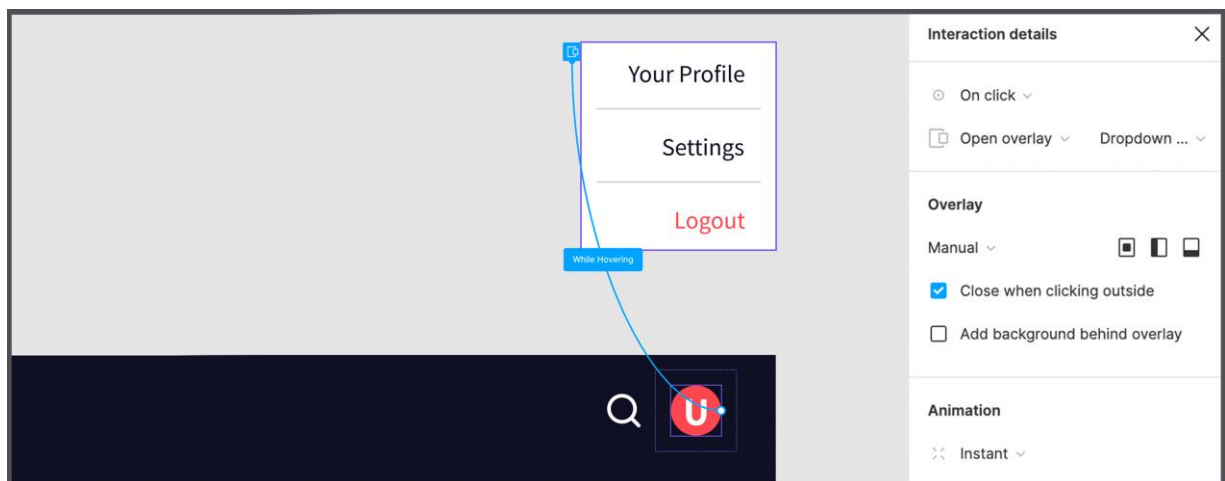 Your Profile
Settings
Logout
While Hovering
U
Interaction details
On click
Open overlay Dropdown ...
Overlay
Manual
Close when clicking outside
Add background behind overlay
Animation
Instant